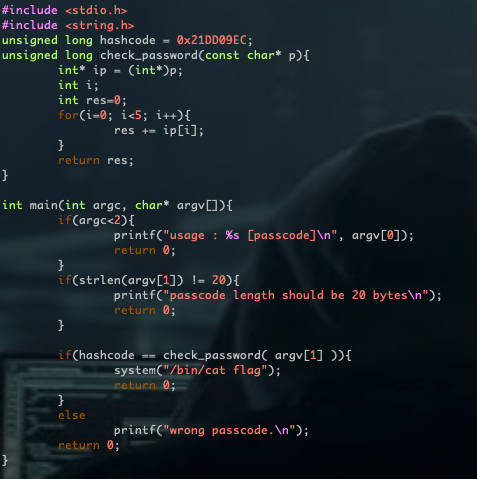 #include <stdio.h>
#include <string.h>
unsigned long hashcode = 0x21DD09EC;
unsigned long check_password(const char* p){
        int* ip = (int*)p;
        int i;
        int res=0;
        for(i=0; i<5; i++){
                res += ip[i];
        }
        return res;
}

int main(int argc, char* argv[]){
        if(argc<2){
                printf("usage : %s [passcode]\n", argv[0]);
                return 0;
        }
        if(strlen(argv[1]) != 20){
                printf("passcode length should be 20 bytes\n");
                return 0;
        }

        if(hashcode == check_password( argv[1] )){
                system("/bin/cat flag");
                return 0;
        }
        else
                printf("wrong passcode.\n");
        return 0;
}